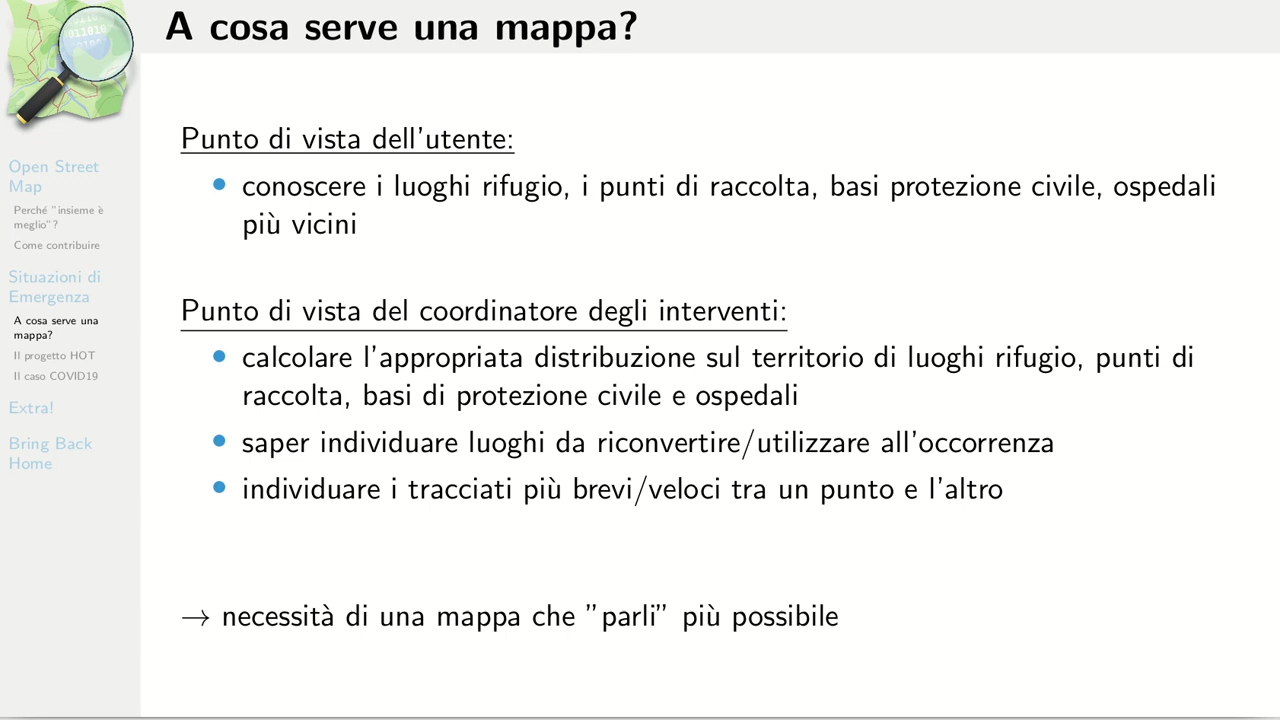 A cosa serve una mappa?
Open Street
Map
Perché "insieme è
meglio"?
Come contribuire
Situazioni di
Emergenza
A cosa serve una
mappa?
Il progetto HOT
Il caso COVID19
Extra!
Bring Back
Home
Punto di vista dell'utente:
conoscere i luoghi rifugio, i punti di raccolta, basi protezione civile, ospedali
più vicini
Punto di vista del coordinatore degli interventi:
calcolare l'appropriata distribuzione sul territorio di luoghi rifugio, punti di
raccolta, basi di protezione civile e ospedali
saper individuare luoghi da riconvertire/utilizzare all'occorrenza
individuare i tracciati più brevi/veloci tra un punto e l'altro
→ necessità di una mappa che "parli" più possibile